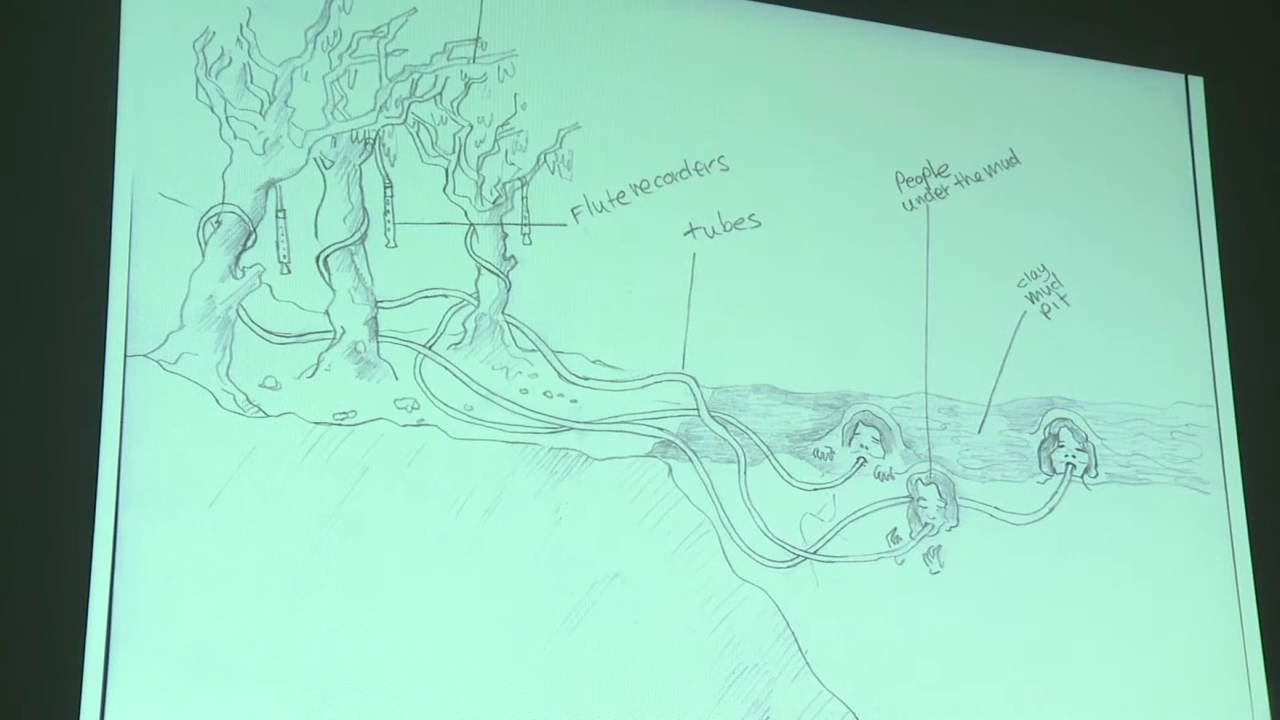 Flute recorders
tubes
People
under the mud
clay
mud
pit